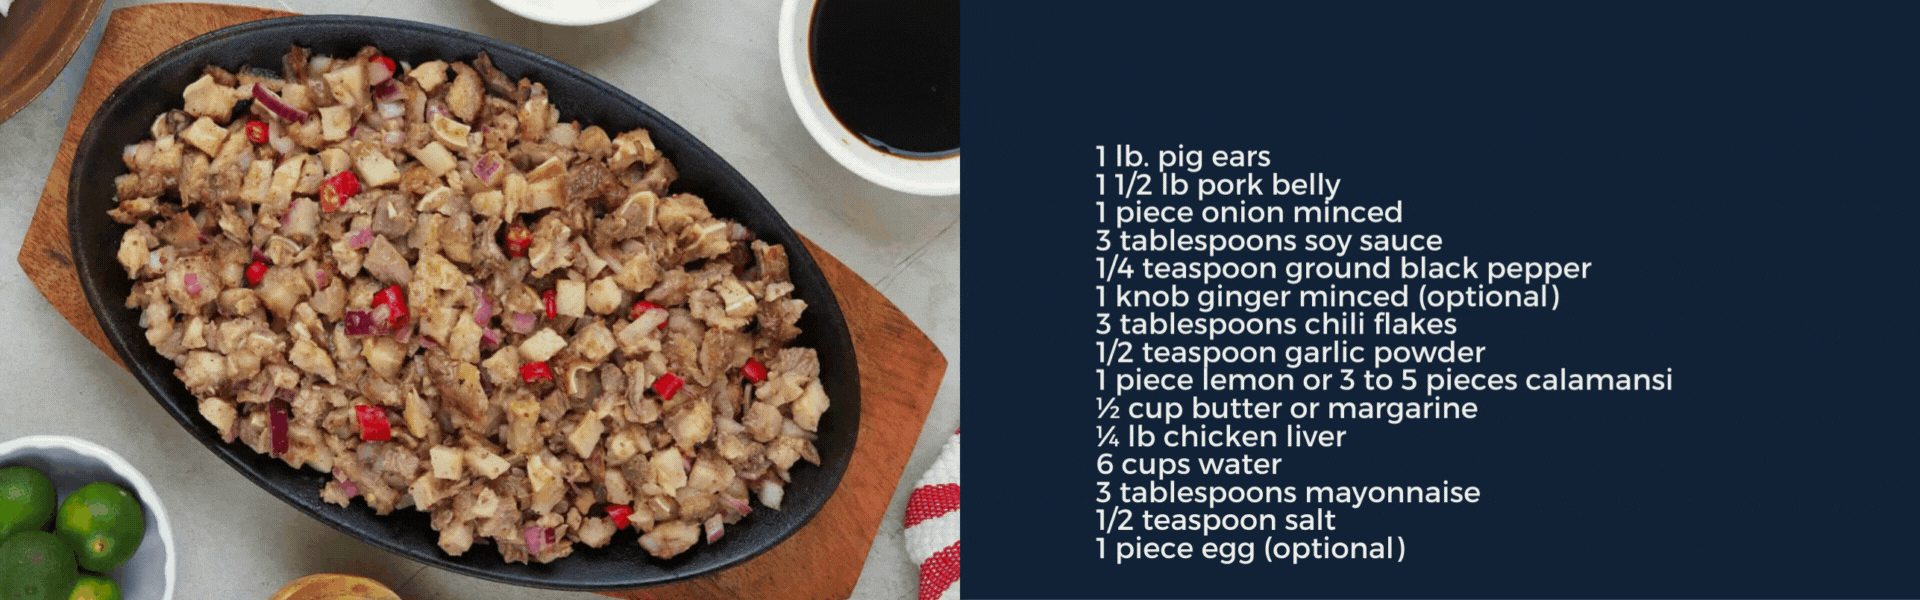 1 lb. pig ears
1 1/2 lb pork belly
1 piece onion minced
3 tablespoons soy sauce
1/4 teaspoon ground black pepper
1 knob ginger minced (optional)
3 tablespoons chili flakes
1/2 teaspoon garlic powder
1 piece lemon or 3 to 5 pieces calamansi
½ cup butter or margarine
¼ lb chicken liver
6 cups water
3 tablespoons mayonnaise
1/2 teaspoon salt
1 piece egg (optional)